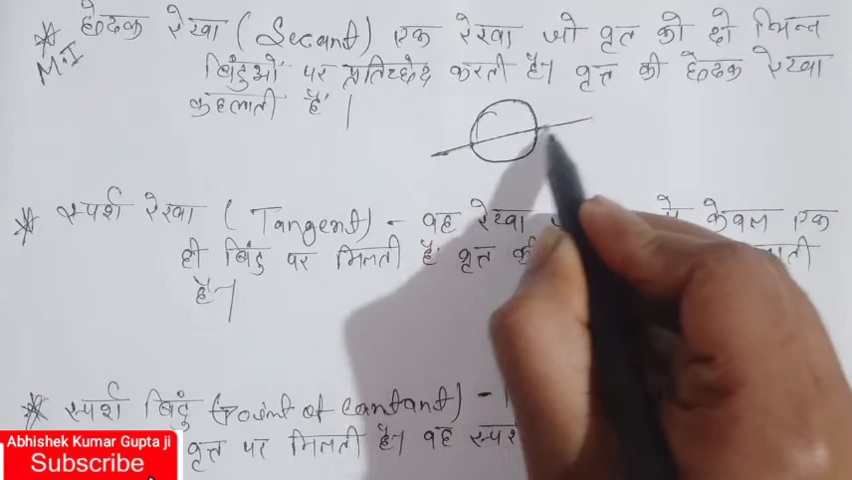 * छेदक रेखा (Secant) एक रेखा जो वृत को दो भिन्न
M.I
बिंदुओं पर प्रतिच्छेद करती है। वृत्त की छेदक रेखा
कहलाती है।
* स्पर्श रेखा (Tangent) - वह रेखा केवल एक
ही बिंदु पर मिलती है वृत्त की
है।
* स्पर्श बिदुं (Point of contant) -
वृत्त पर मिलती है। वह स्पर्श
Abhishek Kumar Gupta ji
Subscribe